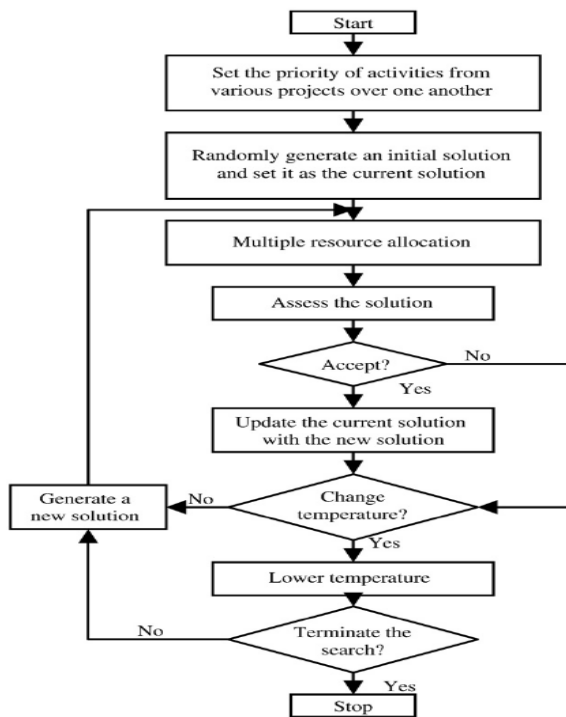 Start
Set the priority of activities from
various projects over one another
Randomly generate an initial solution
and set it as the current solution
Multiple resource allocation
Assess the solution
Accept?
No
Yes
Update the current solution
with the new solution
Generate a
new solution
No
Change
temperature?
Yes
Lower temperature
No
Terminate the
search?
Yes
Stop